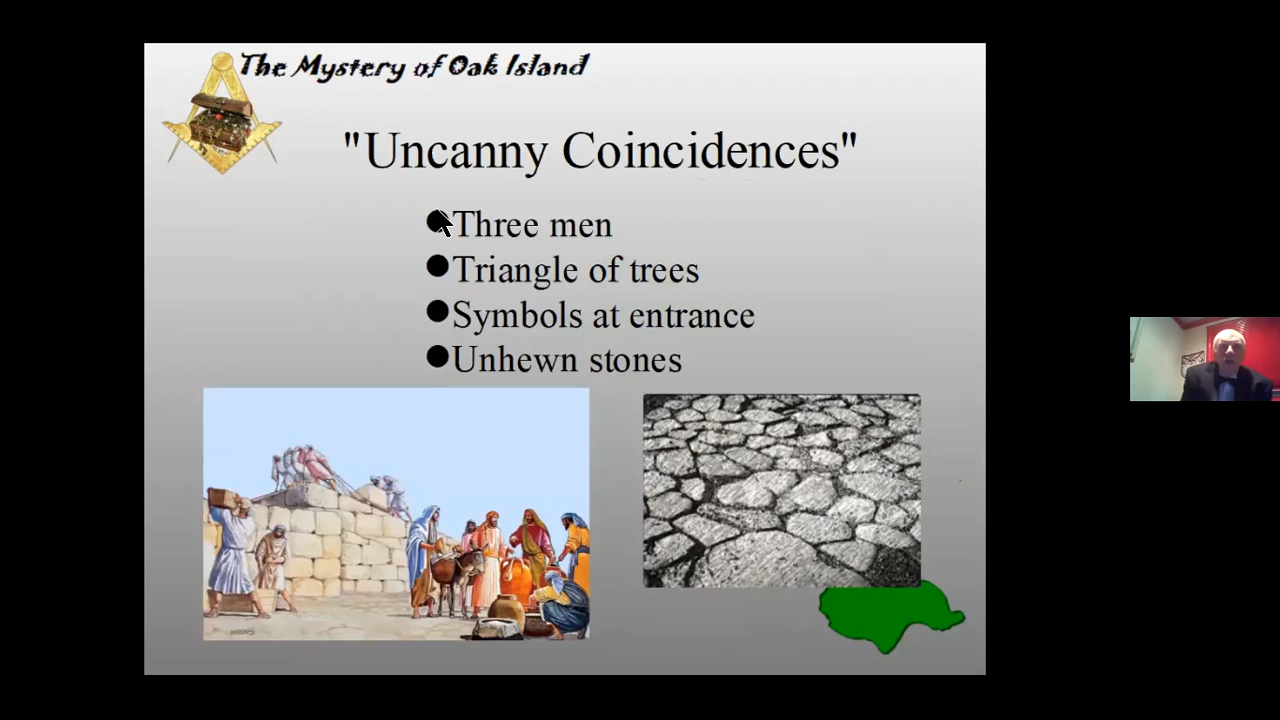 The Mystery of Oak Island
"Uncanny Coincidences"
●Three men
●Triangle of trees
●Symbols at entrance
●Unhewn stones